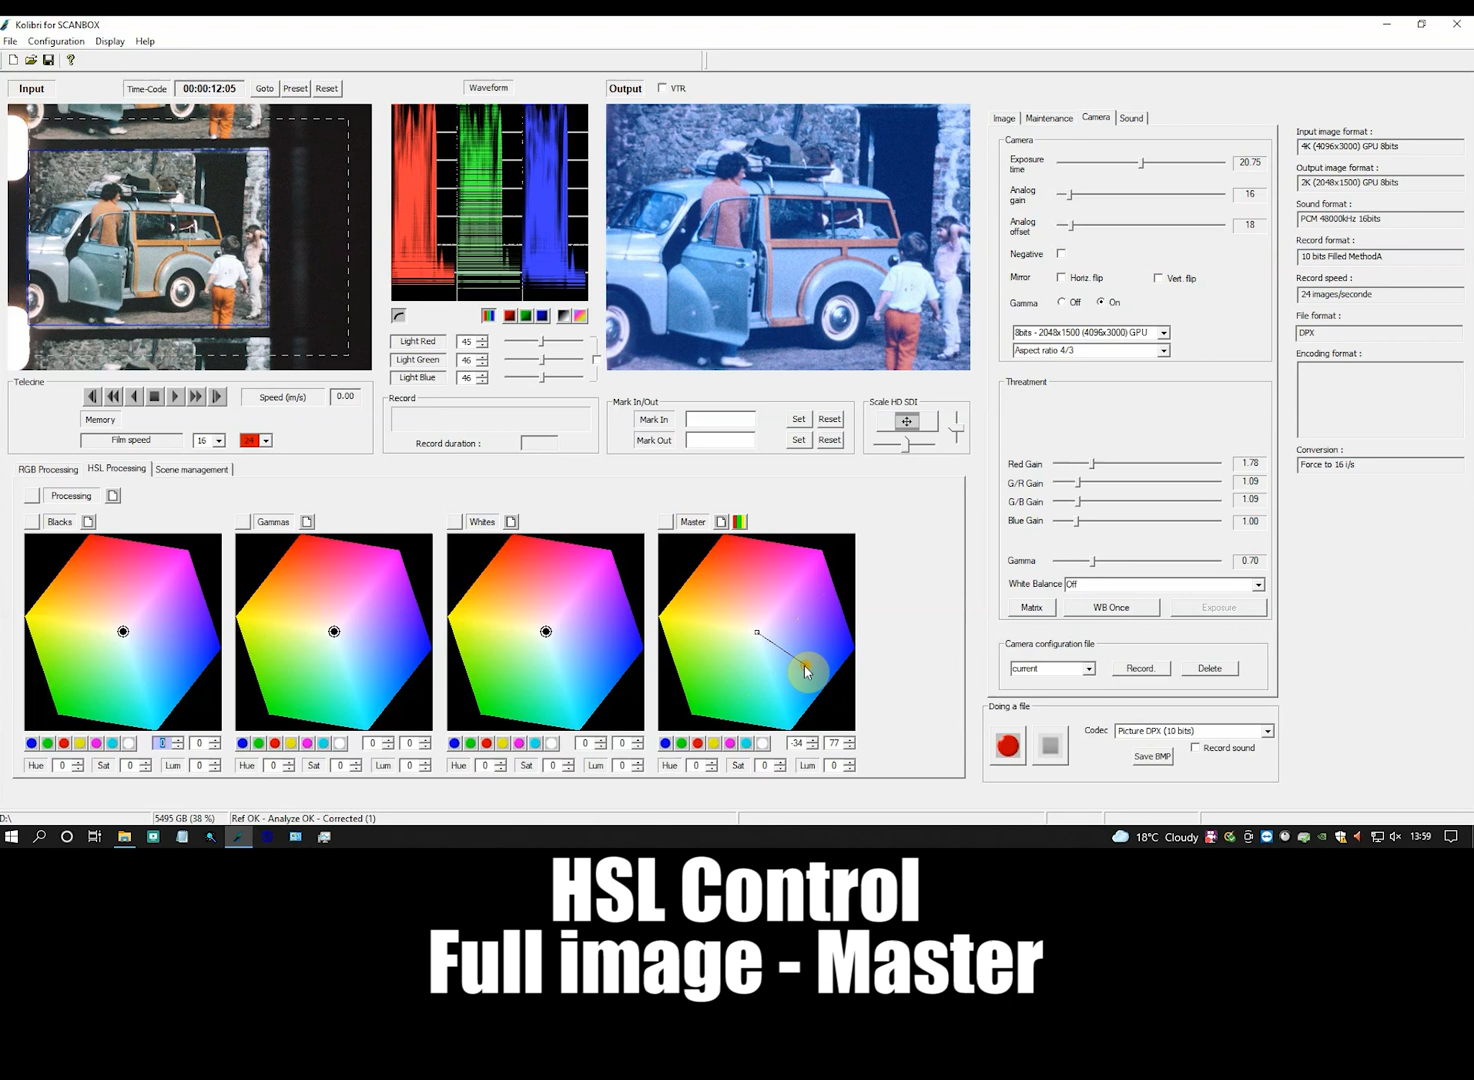 Kolibri for SCANBOX
File Configuration Display Help
Input Time-Code 00:00:12:05 Goto Preset Reset Waveform Output VTR
Image Maintenance Camera Sound
Camera
Exposure time 20.75
Analog gain 16
Analog offset 18
Negative
Mirror Horiz. flip Vert. flip
Gamma Off On
8bits - 2048x1500 (4096x3000) GPU
Aspect ratio 4/3
Input image format :
4K (4096x3000) GPU 8bits
Output image format :
2K (2048x1500) GPU 8bits
Sound format :
PCM 48000kHz 16bits
Record format :
10 bits Filled MethodA
Record speed :
24 images/seconde
File format :
DPX
Encoding format :
Conversion :
Force to 16 i/s
Light Red 45
Light Green 46
Light Blue 46
Telecine
Speed (m/s) 0.00
Memory
Film speed 16 24
Record
Record duration :
Mark In/Out
Mark In Set Reset
Mark Out Set Reset
Scale HD SDI
Threatment
Red Gain 1.78
G/R Gain 1.09
G/B Gain 1.09
Blue Gain 1.00
Gamma 0.70
White Balance Off
Matrix WB Once Exposure
Camera configuration file
current Record. Delete
Doing a file
Codec Picture DPX (10 bits)
Record sound
Save BMP
RGB Processing HSL Processing Scene management
Processing
Blacks Gammas Whites Master
0 0 0 0 0 0 -34 77
Hue 0 Sat 0 Lum 0 Hue 0 Sat 0 Lum 0 Hue 0 Sat 0 Lum 0 Hue 0 Sat 0 Lum 0
D:\ 5495 GB (38 %) Ref OK - Analyze OK - Corrected (1)
18°C Cloudy 13:59
HSL Control
Full image - Master